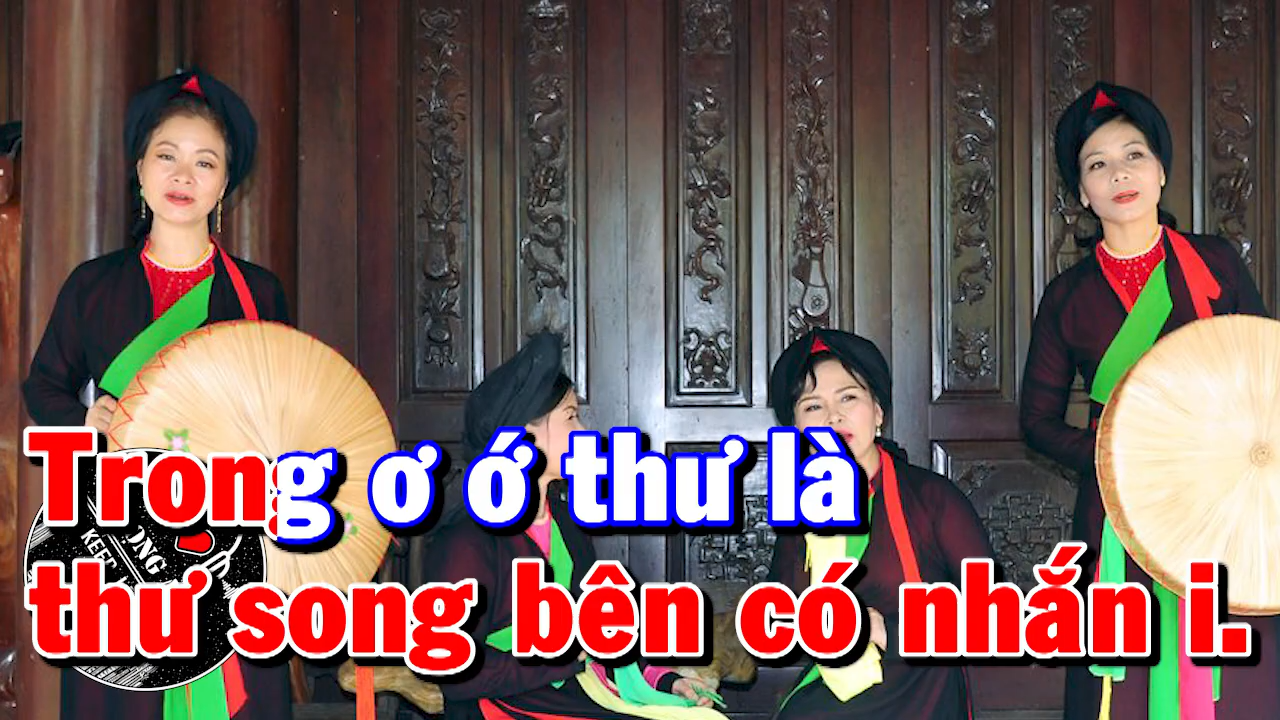 Trong ơ ớ thư là
thư song bên có nhắn i.